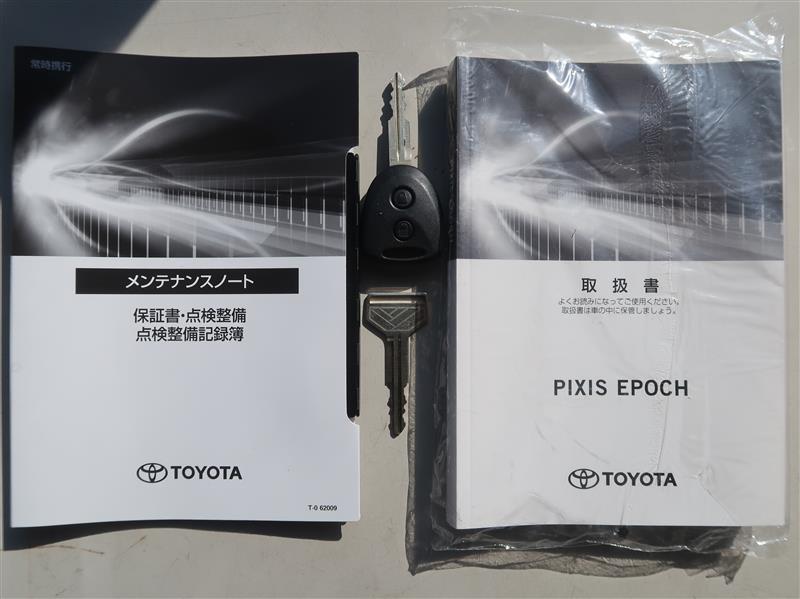 常時携行
メンテナンスノート
保証書・点検整備
点検整備記録簿
TOYOTA
T-0 62009
取扱書
よくお読みになってご使用ください。
取扱書は車の中に保管しましょう。
PIXIS EPOCH
TOYOTA